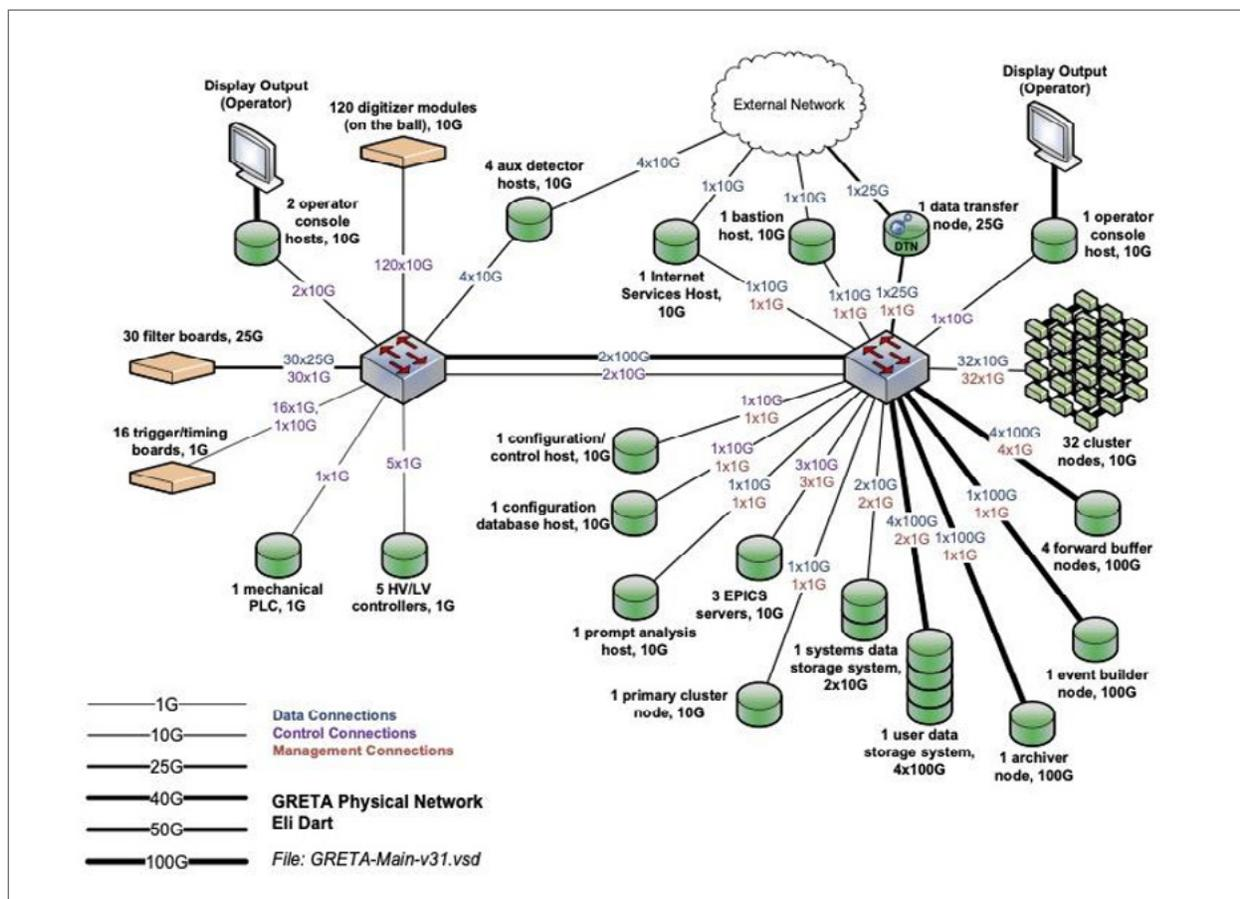 Display Output
(Operator)
120 digitizer modules
(on the ball), 10G
External Network
Display Output
(Operator)
4x10G
4 aux detector
hosts, 10G
2 operator
console
hosts, 10G
1x10G
1x10G
1x25G
1 bastion
host, 10G
1 data transfer
node, 25G
DTN
1 operator
console
host, 10G
120x10G
4x10G
2x10G
1 Internet
Services Host,
10G
1x10G
1x1G
1x10G
1x1G
1x25G
1x1G
1x10G
30 filter boards, 25G
30x25G
30x1G
2x100G
2x10G
32x10G
32x1G
32 cluster
nodes, 10G
16x1G,
1x10G
16 trigger/timing
boards, 1G
1x1G
5x1G
1 mechanical
PLC, 1G
5 HV/LV
controllers, 1G
1x10G
1x1G
1 configuration/
control host, 10G
1x10G
1x1G
1 configuration
database host, 10G
1x10G
1x1G
1 prompt analysis
host, 10G
3x10G
3x1G
3 EPICS
servers, 10G
1x10G
1x1G
1 primary cluster
node, 10G
2x10G
2x1G
1 systems data
storage system,
2x10G
4x100G
2x1G
1 user data
storage system,
4x100G
1x100G
1x1G
1 archiver
node, 100G
1x100G
1x1G
1 event builder
node, 100G
4x100G
4x1G
4 forward buffer
nodes, 100G
1G
10G
25G
40G
50G
100G
Data Connections
Control Connections
Management Connections
GRETA Physical Network
Eli Dart
File: GRETA-Main-v31.vsd